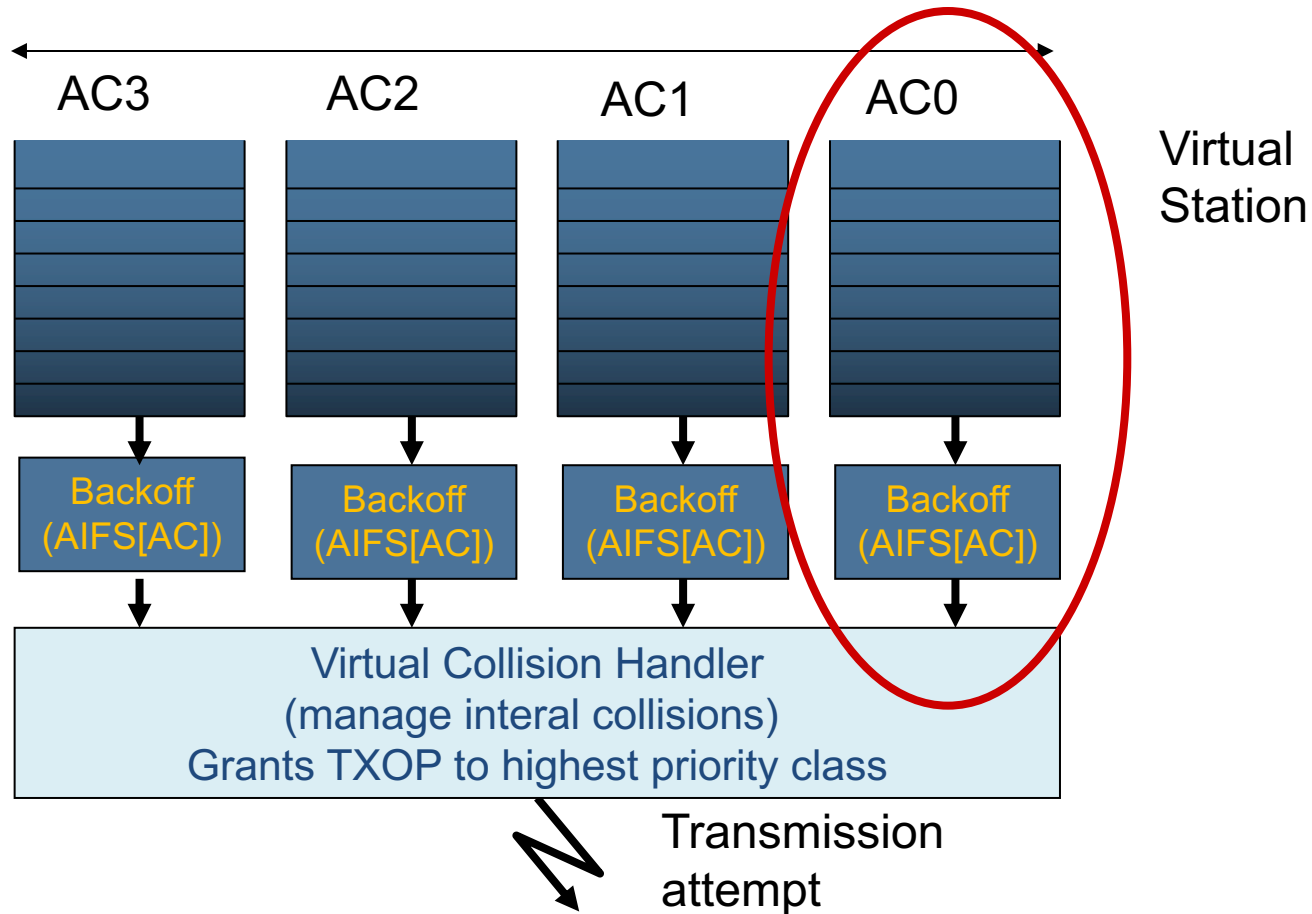 AC3
AC2
AC1
AC0
Virtual
Station
Backoff
(AIFS[AC])
Backoff
(AIFS[AC])
Backoff
(AIFS[AC])
Backoff
(AIFS[AC])
Virtual Collision Handler
(manage interal collisions)
Grants TXOP to highest priority class
Transmission
attempt